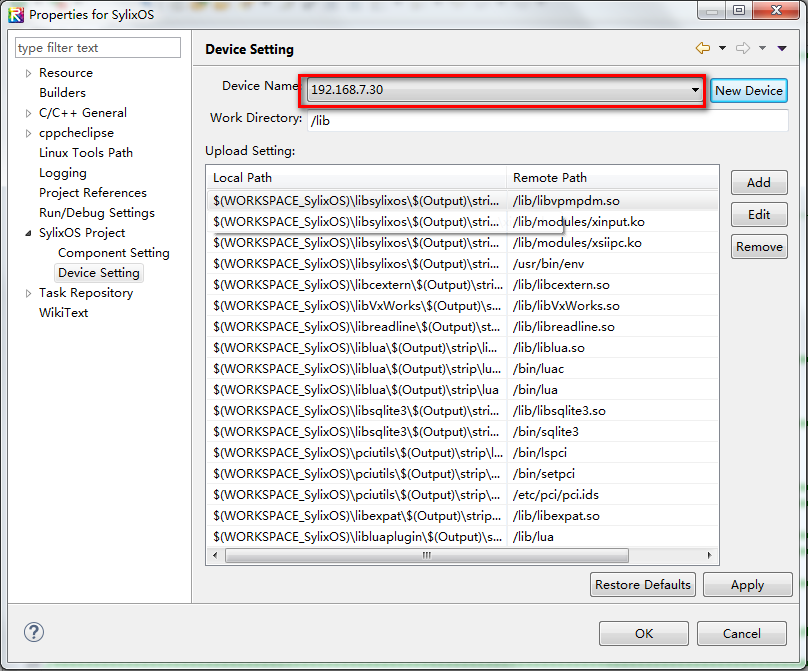 Properties for SylixOS
type filter text
Resource
Builders
C/C++ General
cppcheclipse
Linux Tools Path
Logging
Project References
Run/Debug Settings
SylixOS Project
Component Setting
Device Setting
Task Repository
WikiText
Device Setting
Device Name
192.168.7.30
New Device
Work Directory:
/lib
Upload Setting:
Local Path Remote Path
$(WORKSPACE_SylixOS)\libsylixos\$(Output)\stri... /lib/libvpmpdm.so
$(WORKSPACE_SylixOS)\libsylixos\$(Output)\stri... /lib/modules/xinput.ko
$(WORKSPACE_SylixOS)\libsylixos\$(Output)\stri... /lib/modules/xsiipc.ko
$(WORKSPACE_SylixOS)\libsylixos\$(Output)\stri... /usr/bin/env
$(WORKSPACE_SylixOS)\libcextern\$(Output)\stri... /lib/libcextern.so
$(WORKSPACE_SylixOS)\libVxWorks\$(Output)\s... /lib/libVxWorks.so
$(WORKSPACE_SylixOS)\libreadline\$(Output)\st... /lib/libreadline.so
$(WORKSPACE_SylixOS)\liblua\$(Output)\strip\li... /lib/liblua.so
$(WORKSPACE_SylixOS)\liblua\$(Output)\strip\lu... /bin/luac
$(WORKSPACE_SylixOS)\liblua\$(Output)\strip\lua /bin/lua
$(WORKSPACE_SylixOS)\libsqlite3\$(Output)\stri... /lib/libsqlite3.so
$(WORKSPACE_SylixOS)\libsqlite3\$(Output)\stri... /bin/sqlite3
$(WORKSPACE_SylixOS)\pciutils\$(Output)\strip\l... /bin/lspci
$(WORKSPACE_SylixOS)\pciutils\$(Output)\strip\... /bin/setpci
$(WORKSPACE_SylixOS)\pciutils\$(Output)\strip\... /etc/pci/pci.ids
$(WORKSPACE_SylixOS)\libexpat\$(Output)\strip... /lib/libexpat.so
$(WORKSPACE_SylixOS)\libluaplugin\$(Output)\s... /lib/lua
Add
Edit
Remove
Restore Defaults
Apply
OK
Cancel